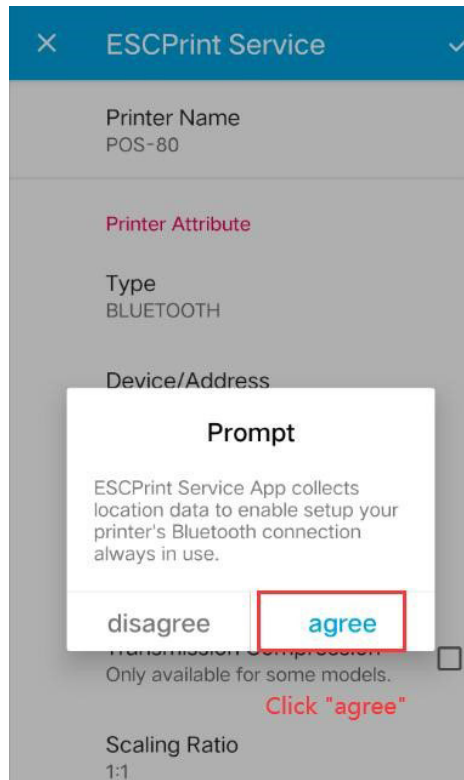 ESCPrint Service
Printer Name
POS-80
Printer Attribute
Type
BLUETOOTH
Device/Address
Prompt
ESCPrint Service App collects
location data to enable setup your
printer's Bluetooth connection
always in use.
disagree agree
Transmission Compression
Only available for some models.
Click "agree"
Scaling Ratio
1:1